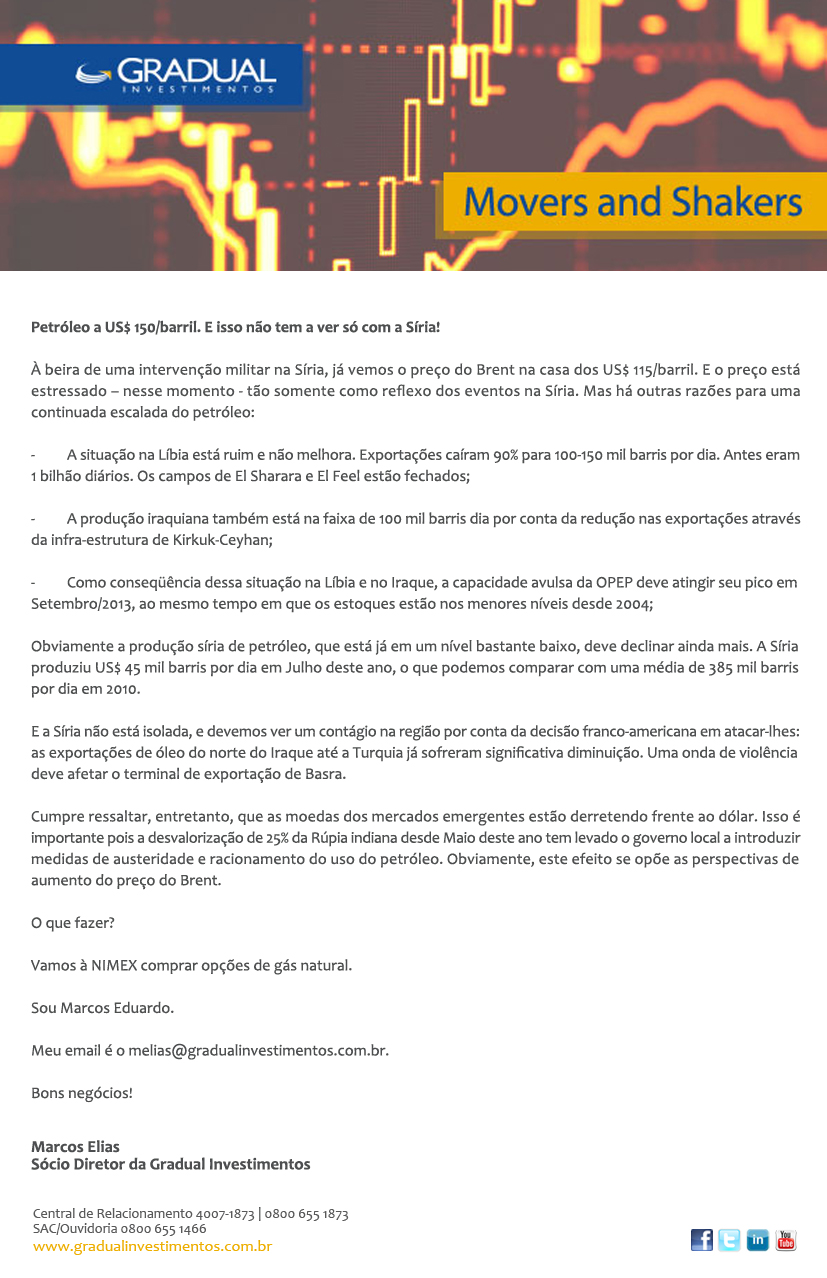 GRADUAL
INVESTIMENTOS
Movers and Shakers
Petróleo a US$ 150/barril. E isso não tem a ver só com a Síria!
À beira de uma intervenção militar na Síria, já vemos o preço do Brent na casa dos US$ 115/barril. E o preço está
estressado – nesse momento - tão somente como reflexo dos eventos na Síria. Mas há outras razões para uma
continuada escalada do petróleo:
- A situação na Líbia está ruim e não melhora. Exportações caíram 90% para 100-150 mil barris por dia. Antes eram
1 bilhão diários. Os campos de El Sharara e El Feel estão fechados;
- A produção iraquiana também está na faixa de 100 mil barris dia por conta da redução nas exportações através
da infra-estrutura de Kirkuk-Ceyhan;
- Como conseqüência dessa situação na Líbia e no Iraque, a capacidade avulsa da OPEP deve atingir seu pico em
Setembro/2013, ao mesmo tempo em que os estoques estão nos menores níveis desde 2004;
Obviamente a produção síria de petróleo, que está já em um nível bastante baixo, deve declinar ainda mais. A Síria
produziu US$ 45 mil barris por dia em Julho deste ano, o que podemos comparar com uma média de 385 mil barris
por dia em 2010.
E a Síria não está isolada, e devemos ver um contágio na região por conta da decisão franco-americana em atacar-lhes:
as exportações de óleo do norte do Iraque até a Turquia já sofreram significativa diminuição. Uma onda de violência
deve afetar o terminal de exportação de Basra.
Cumpre ressaltar, entretanto, que as moedas dos mercados emergentes estão derretendo frente ao dólar. Isso é
importante pois a desvalorização de 25% da Rúpia indiana desde Maio deste ano tem levado o governo local a introduzir
medidas de austeridade e racionamento do uso do petróleo. Obviamente, este efeito se opõe as perspectivas de
aumento do preço do Brent.
O que fazer?
Vamos à NIMEX comprar opções de gás natural.
Sou Marcos Eduardo.
Meu email é o melias@gradualinvestimentos.com.br.
Bons negócios!
Marcos Elias
Sócio Diretor da Gradual Investimentos
Central de Relacionamento 4007-1873 | 0800 655 1873
SAC/Ouvidoria 0800 655 1466
www.gradualinvestimentos.com.br
f t in You Tube